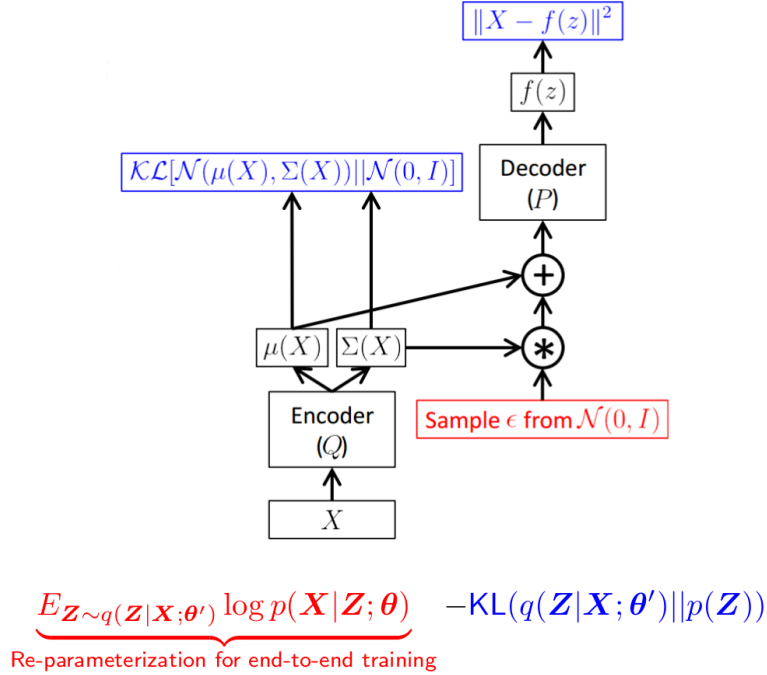 ‖X − f(z)‖²
f(z)
𝒦ℒ[𝒩(μ(X), Σ(X))||𝒩(0, I)]
Decoder
(P)
+
μ(X) Σ(X)
*
Encoder
(Q)
Sample ϵ from 𝒩(0, I)
X
E_{Z∼q(Z|X;θ′)} log p(X|Z; θ) −KL(q(Z|X; θ′)||p(Z))
Re-parameterization for end-to-end training